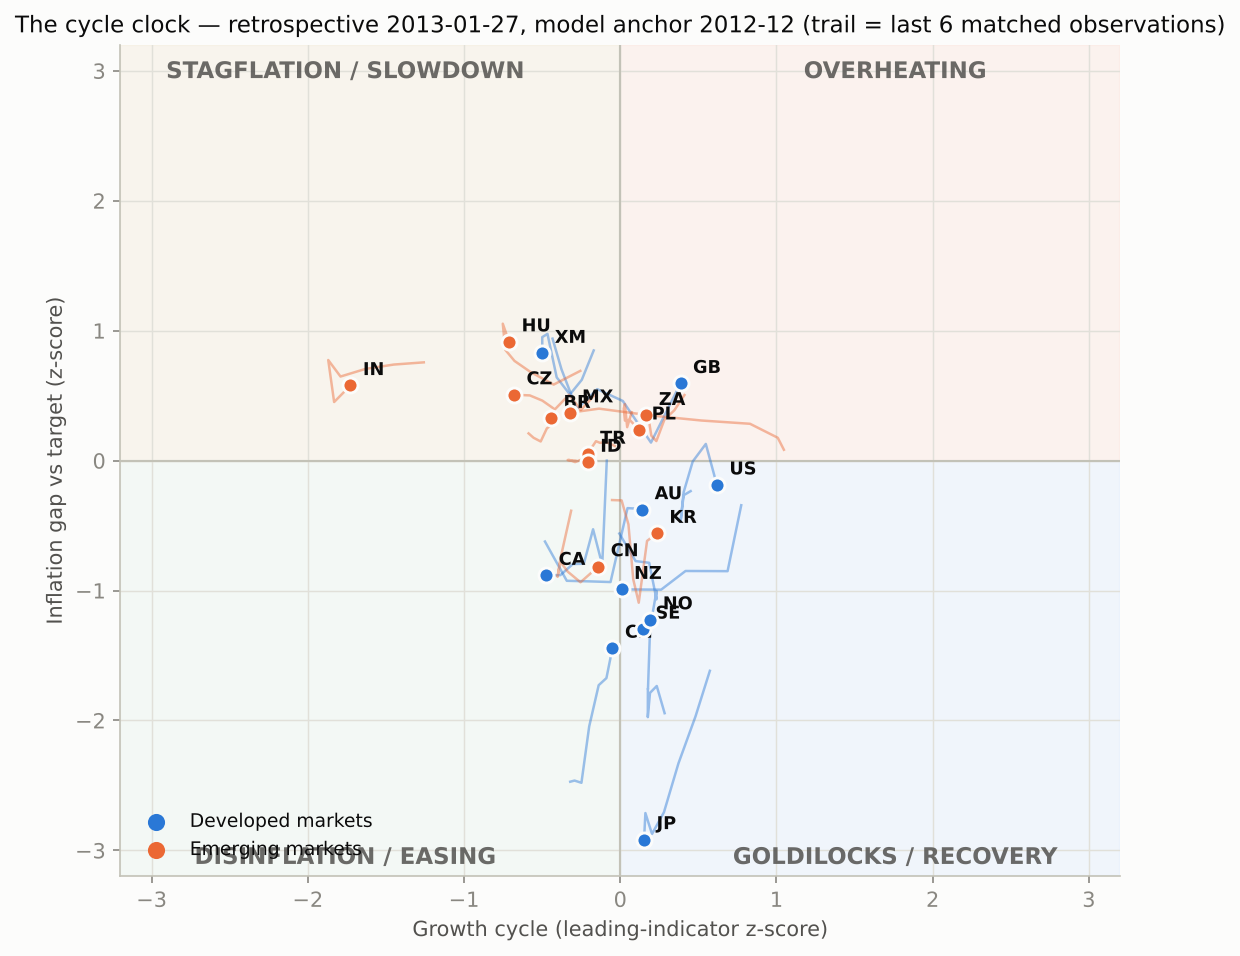 The cycle clock — retrospective 2013-01-27, model anchor 2012-12 (trail = last 6 matched observations)
STAGFLATION / SLOWDOWN
OVERHEATING
3
2
1
0
−1
−2
−3
Inflation gap vs target (z-score)
HU
XM
IN
GB
CZ
MX
BR
ZA
PL
TR
ID
US
AU
KR
CN
CA
NZ
NO
SE
JP
Developed markets
Emerging markets
DISINFLATION / EASING
GOLDILOCKS / RECOVERY
−3
−2
−1
0
1
2
3
Growth cycle (leading-indicator z-score)